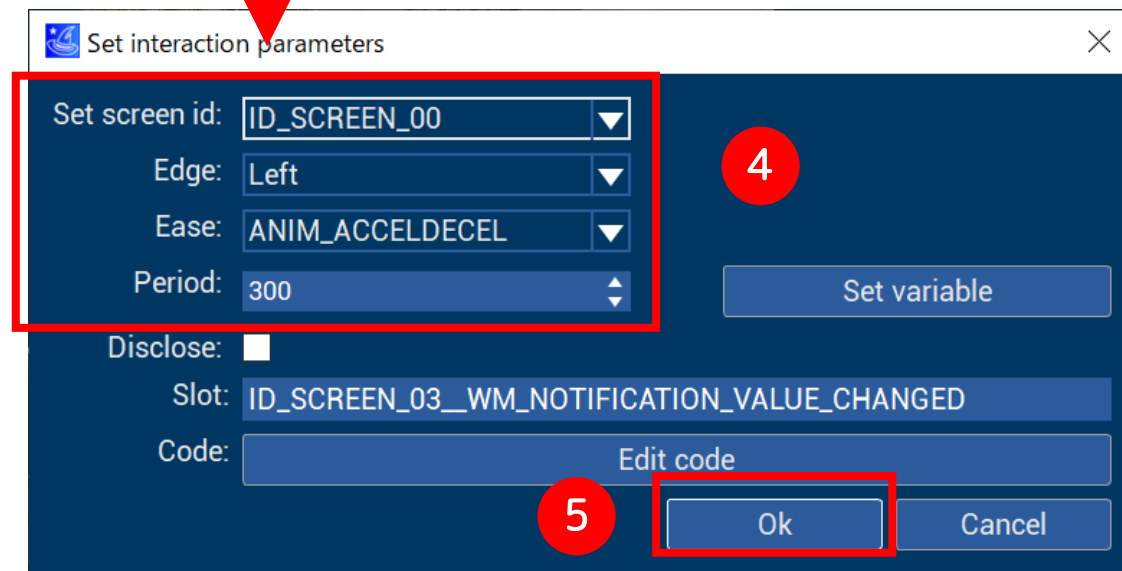 Set interaction parameters
Set screen id: ID_SCREEN_00
Edge: Left
4
Ease: ANIM_ACCELDECEL
Period: 300
Set variable
Disclose:
Slot: ID_SCREEN_03__WM_NOTIFICATION_VALUE_CHANGED
Code: Edit code
5
Ok Cancel